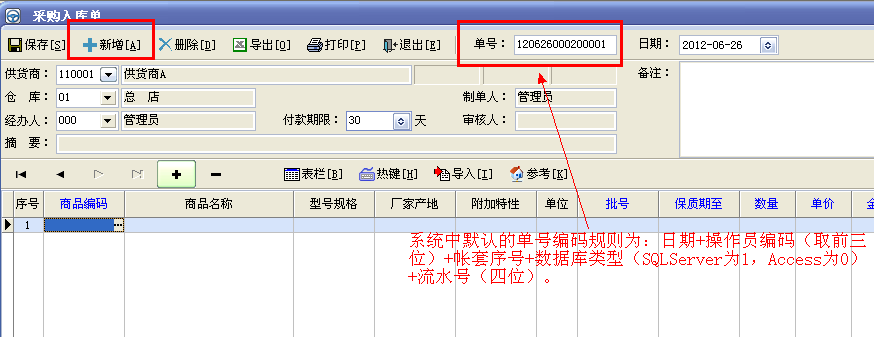 采购入库单
保存[S] 新增[A] 删除[D] 导出[O] 打印[P] 退出[E] 单号： 120626000200001 日期： 2012-06-26
供货商： 110001 供货商A 备注：
仓 库： 01 总 店 制单人： 管理员
经办人： 000 管理员 付款期限： 30 天 审核人：
摘 要：
表栏[B] 热键[H] 导入[I] 参考[K]
序号 商品编码 商品名称 型号规格 厂家产地 附加特性 单位 批号 保质期至 数量 单价 金
1
系统中默认的单号编码规则为：日期+操作员编码（取前三
位）+帐套序号+数据库类型（SQLServer为1，Access为0）
+流水号（四位）。